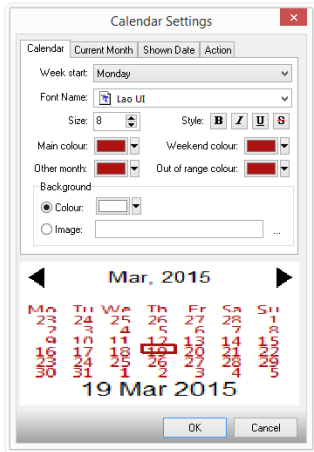 Calendar Settings
Calendar Current Month Shown Date Action
Week start: Monday
Font Name: Lao UI
Size: 8 Style: B I U S
Main colour: Weekend colour:
Other month: Out of range colour:
Background
Colour:
Image: ...
Mar, 2015
Mo Tu We Th Fr Sa Su
23 24 25 26 27 28 1
2 3 4 5 6 7 8
9 10 11 12 13 14 15
16 17 18 19 20 21 22
23 24 25 26 27 28 29
30 31 1 2 3 4 5
19 Mar 2015
OK Cancel